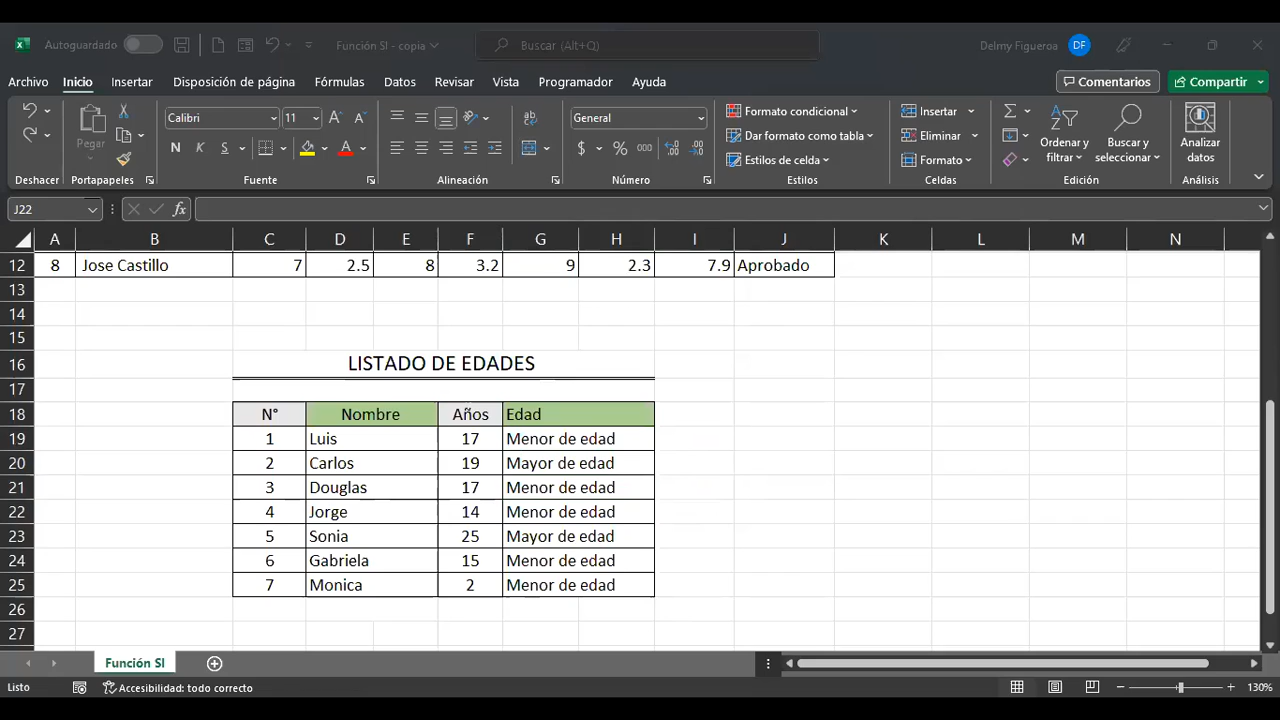 Autoguardado Función SI - copia Buscar (Alt+Q) Delmy Figueroa DF
Archivo Inicio Insertar Disposición de página Fórmulas Datos Revisar Vista Programador Ayuda Comentarios Compartir
Pegar
Calibri 11
N K S A
General
$ % 000
Formato condicional
Dar formato como tabla
Estilos de celda
Insertar
Eliminar
Formato
Ordenar y filtrar
Buscar y seleccionar
Analizar datos
Deshacer Portapapeles Fuente Alineación Número Estilos Celdas Edición Análisis
J22 fx
A B C D E F G H I J K L M N
12 8 Jose Castillo 7 2.5 8 3.2 9 2.3 7.9 Aprobado
13
14
15
16 LISTADO DE EDADES
17
18 N° Nombre Años Edad
19 1 Luis 17 Menor de edad
20 2 Carlos 19 Mayor de edad
21 3 Douglas 17 Menor de edad
22 4 Jorge 14 Menor de edad
23 5 Sonia 25 Mayor de edad
24 6 Gabriela 15 Menor de edad
25 7 Monica 2 Menor de edad
26
27
Función SI
Listo Accesibilidad: todo correcto 130%